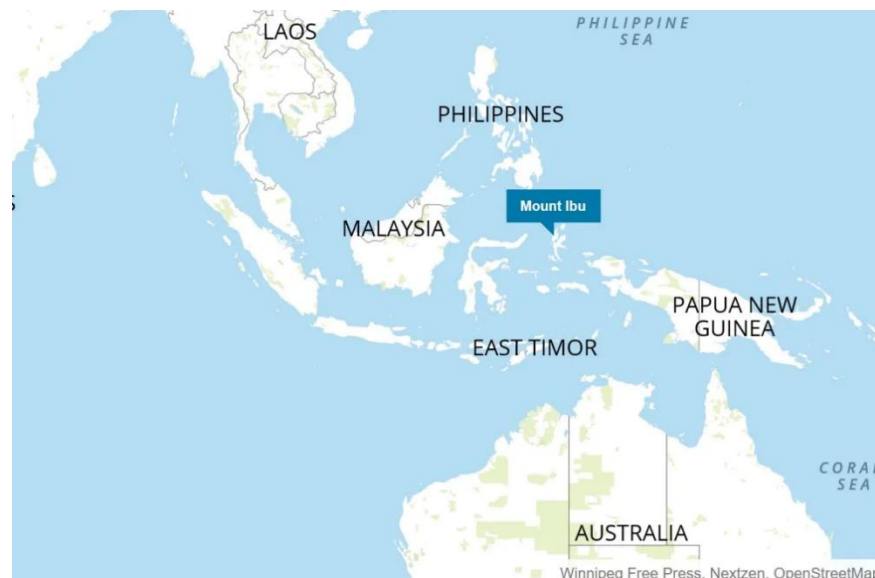 PHILIPPINE
SEA
LAOS
PHILIPPINES
Mount Ibu
MALAYSIA
PAPUA NEW
GUINEA
EAST TIMOR
CORAL
SEA
AUSTRALIA
Winnipeg Free Press, Nextzen, OpenStreetMap